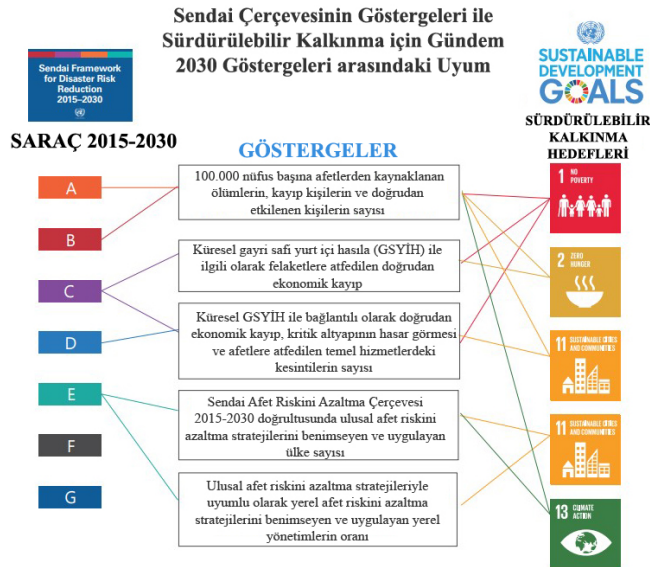 Sendai Çerçevesinin Göstergeleri ile
Sürdürülebilir Kalkınma için Gündem
2030 Göstergeleri arasındaki Uyum
Sendai Framework
for Disaster Risk
Reduction
2015–2030
SUSTAINABLE
DEVELOPMENT
GOALS
SARAÇ 2015-2030
GÖSTERGELER
SÜRDÜRÜLEBİLİR
KALKINMA
HEDEFLERİ
A
B
C
D
E
F
G
100.000 nüfus başına afetlerden kaynaklanan
ölümlerin, kayıp kişilerin ve doğrudan
etkilenen kişilerin sayısı
Küresel gayri safi yurt içi hasıla (GSYİH) ile
ilgili olarak felaketlere atfedilen doğrudan
ekonomik kayıp
Küresel GSYİH ile bağlantılı olarak doğrudan
ekonomik kayıp, kritik altyapının hasar görmesi
ve afetlere atfedilen temel hizmetlerdeki
kesintilerin sayısı
Sendai Afet Riskini Azaltma Çerçevesi
2015-2030 doğrultusunda ulusal afet riskini
azaltma stratejilerini benimseyen ve uygulayan
ülke sayısı
Ulusal afet riskini azaltma stratejileriyle
uyumlu olarak yerel afet riskini azaltma
stratejilerini benimseyen ve uygulayan yerel
yönetimlerin oranı
1 NO
POVERTY
2 ZERO
HUNGER
11 SUSTAINABLE CITIES
AND COMMUNITIES
11 SUSTAINABLE CITIES
AND COMMUNITIES
13 CLIMATE
ACTION